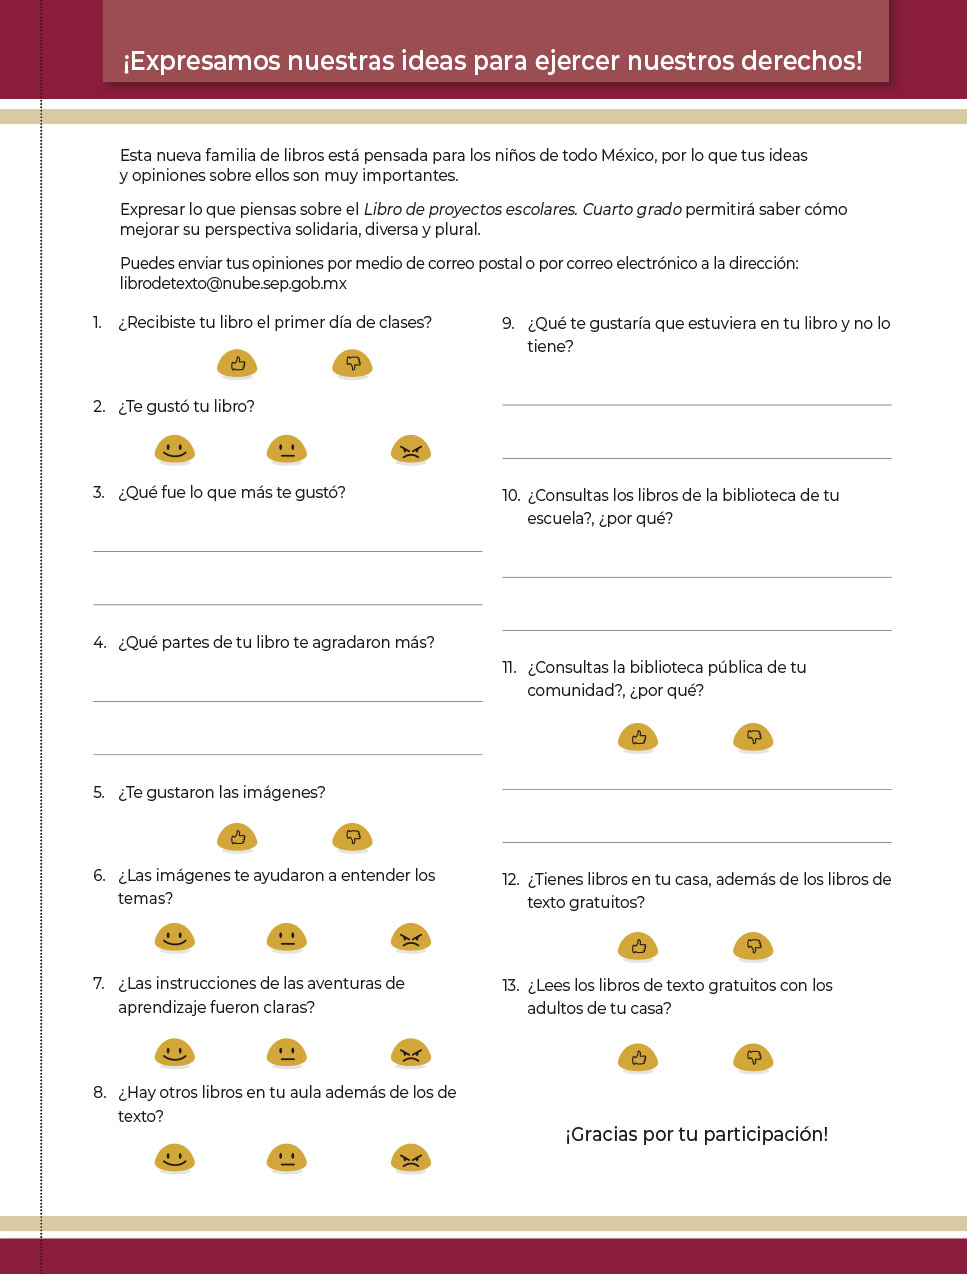 ¡Expresamos nuestras ideas para ejercer nuestros derechos!
Esta nueva familia de libros está pensada para los niños de todo México, por lo que tus ideas
y opiniones sobre ellos son muy importantes.
Expresar lo que piensas sobre el Libro de proyectos escolares. Cuarto grado permitirá saber cómo
mejorar su perspectiva solidaria, diversa y plural.
Puedes enviar tus opiniones por medio de correo postal o por correo electrónico a la dirección:
librodetexto@nube.sep.gob.mx
1. ¿Recibiste tu libro el primer día de clases?
2. ¿Te gustó tu libro?
3. ¿Qué fue lo que más te gustó?
4. ¿Qué partes de tu libro te agradaron más?
5. ¿Te gustaron las imágenes?
6. ¿Las imágenes te ayudaron a entender los
temas?
7. ¿Las instrucciones de las aventuras de
aprendizaje fueron claras?
8. ¿Hay otros libros en tu aula además de los de
texto?
9. ¿Qué te gustaría que estuviera en tu libro y no lo
tiene?
10. ¿Consultas los libros de la biblioteca de tu
escuela?, ¿por qué?
11. ¿Consultas la biblioteca pública de tu
comunidad?, ¿por qué?
12. ¿Tienes libros en tu casa, además de los libros de
texto gratuitos?
13. ¿Lees los libros de texto gratuitos con los
adultos de tu casa?
¡Gracias por tu participación!